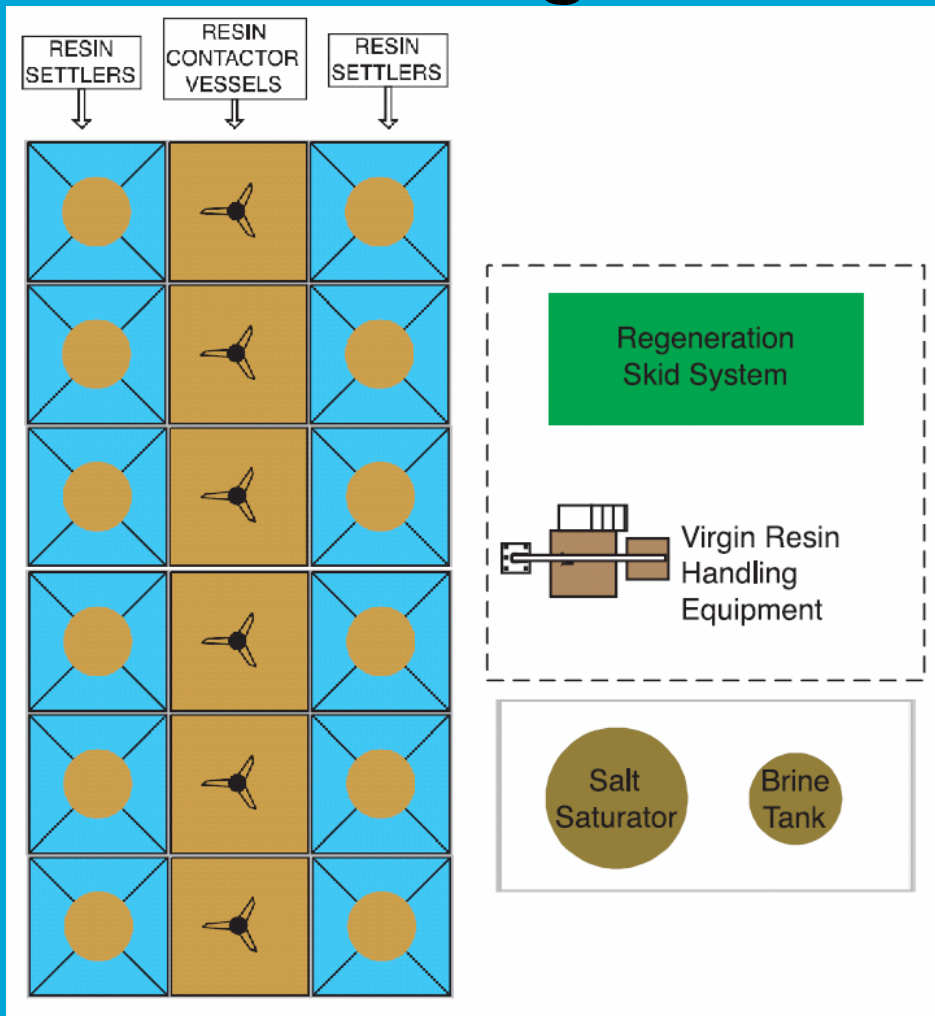 RESIN
SETTLERS
RESIN
CONTACTOR
VESSELS
RESIN
SETTLERS
Regeneration
Skid System
Virgin Resin
Handling
Equipment
Salt
Saturator
Brine
Tank